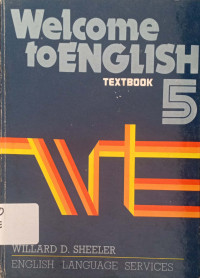 Welcome
to ENGLISH
TEXTBOOK
5
WE
WILLARD D. SHEELER
ENGLISH LANGUAGE SERVICES